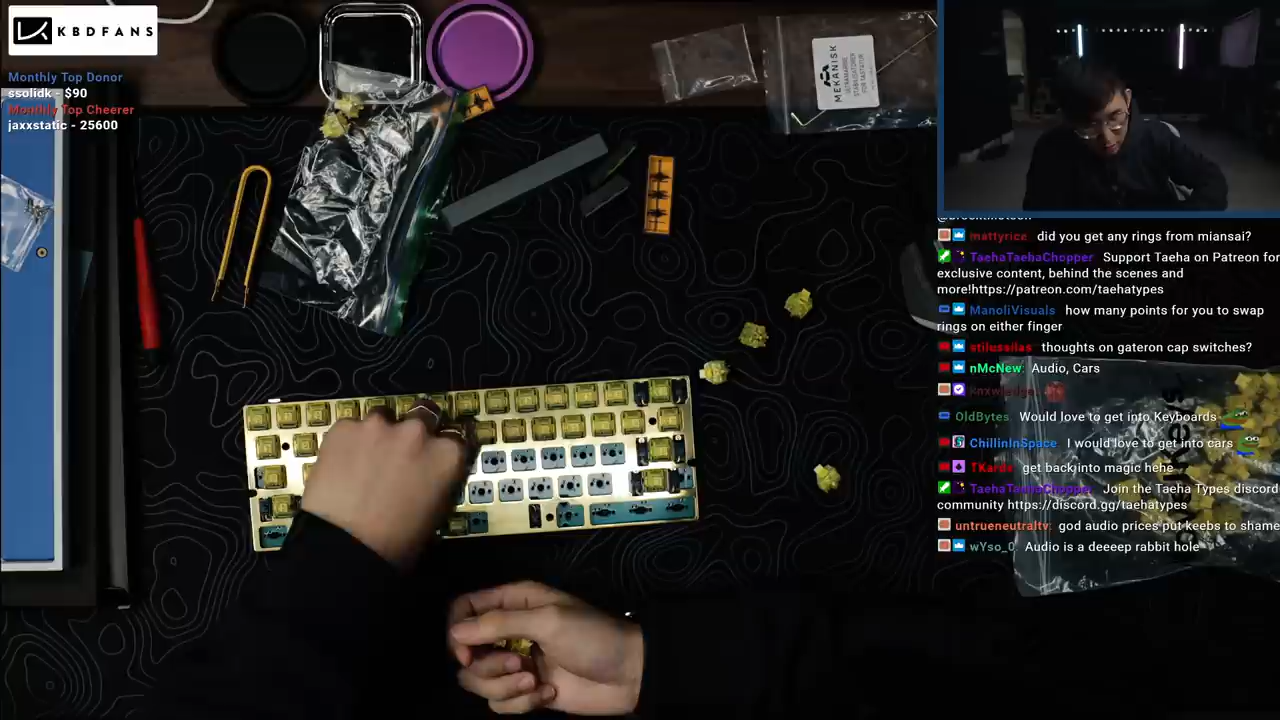 KBDFANS
Monthly Top Donor
ssolidk - $90
Monthly Top Cheerer
jaxxstatic - 25600
MEKANISK
ULTRAMARINE
STABILISATORER
FOR TASTATUR
mattyrice did you get any rings from miansai?
TaehaTaehaChopper Support Taeha on Patreon for
exclusive content, behind the scenes and
more!https://patreon.com/taehatypes
ManoliVisuals how many points for you to swap
rings on either finger
stilussilas thoughts on gateron cap switches?
nMcNew: Audio, Cars
OldBytes: Would love to get into Keyboards
ChillinInSpace: I would love to get into cars
TKardz get back into magic hehe
TaehaTaehaChopper Join the Taeha Types discord
community https://discord.gg/taehatypes
untrueneutraltv: god audio prices put keebs to shame
wYso_0: Audio is a deeeep rabbit hole